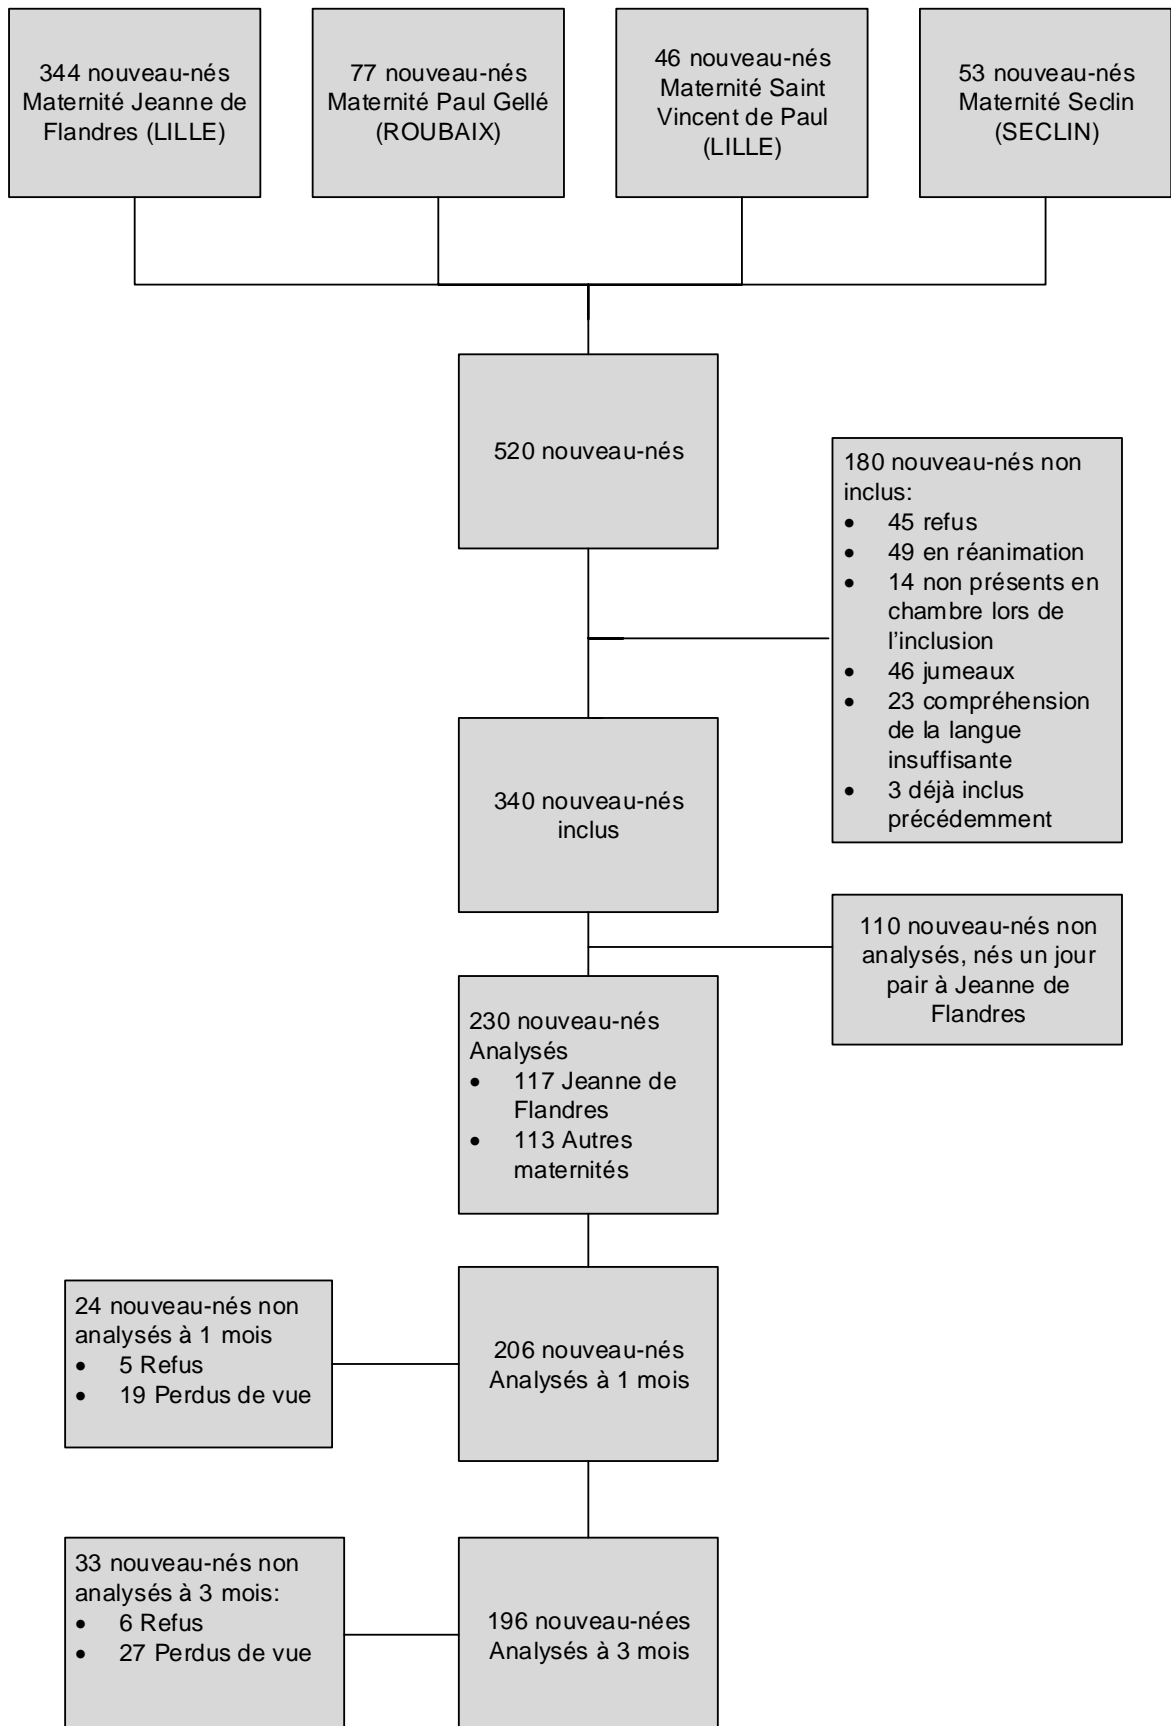 344 nouveau-nés
Maternité Jeanne de
Flandres (LILLE)
77 nouveau-nés
Maternité Paul Gellé
(ROUBAIX)
46 nouveau-nés
Maternité Saint
Vincent de Paul
(LILLE)
53 nouveau-nés
Maternité Seclin
(SECLIN)
520 nouveau-nés
180 nouveau-nés non
inclus:
• 45 refus
• 49 en réanimation
• 14 non présents en
chambre lors de
l’inclusion
• 46 jumeaux
• 23 compréhension
de la langue
insuffisante
• 3 déjà inclus
précédemment
340 nouveau-nés
inclus
110 nouveau-nés non
analysés, nés un jour
pair à Jeanne de
Flandres
230 nouveau-nés
Analysés
• 117 Jeanne de
Flandres
• 113 Autres
maternités
24 nouveau-nés non
analysés à 1 mois
• 5 Refus
• 19 Perdus de vue
206 nouveau-nés
Analysés à 1 mois
33 nouveau-nés non
analysés à 3 mois:
• 6 Refus
• 27 Perdus de vue
196 nouveau-nées
Analysés à 3 mois